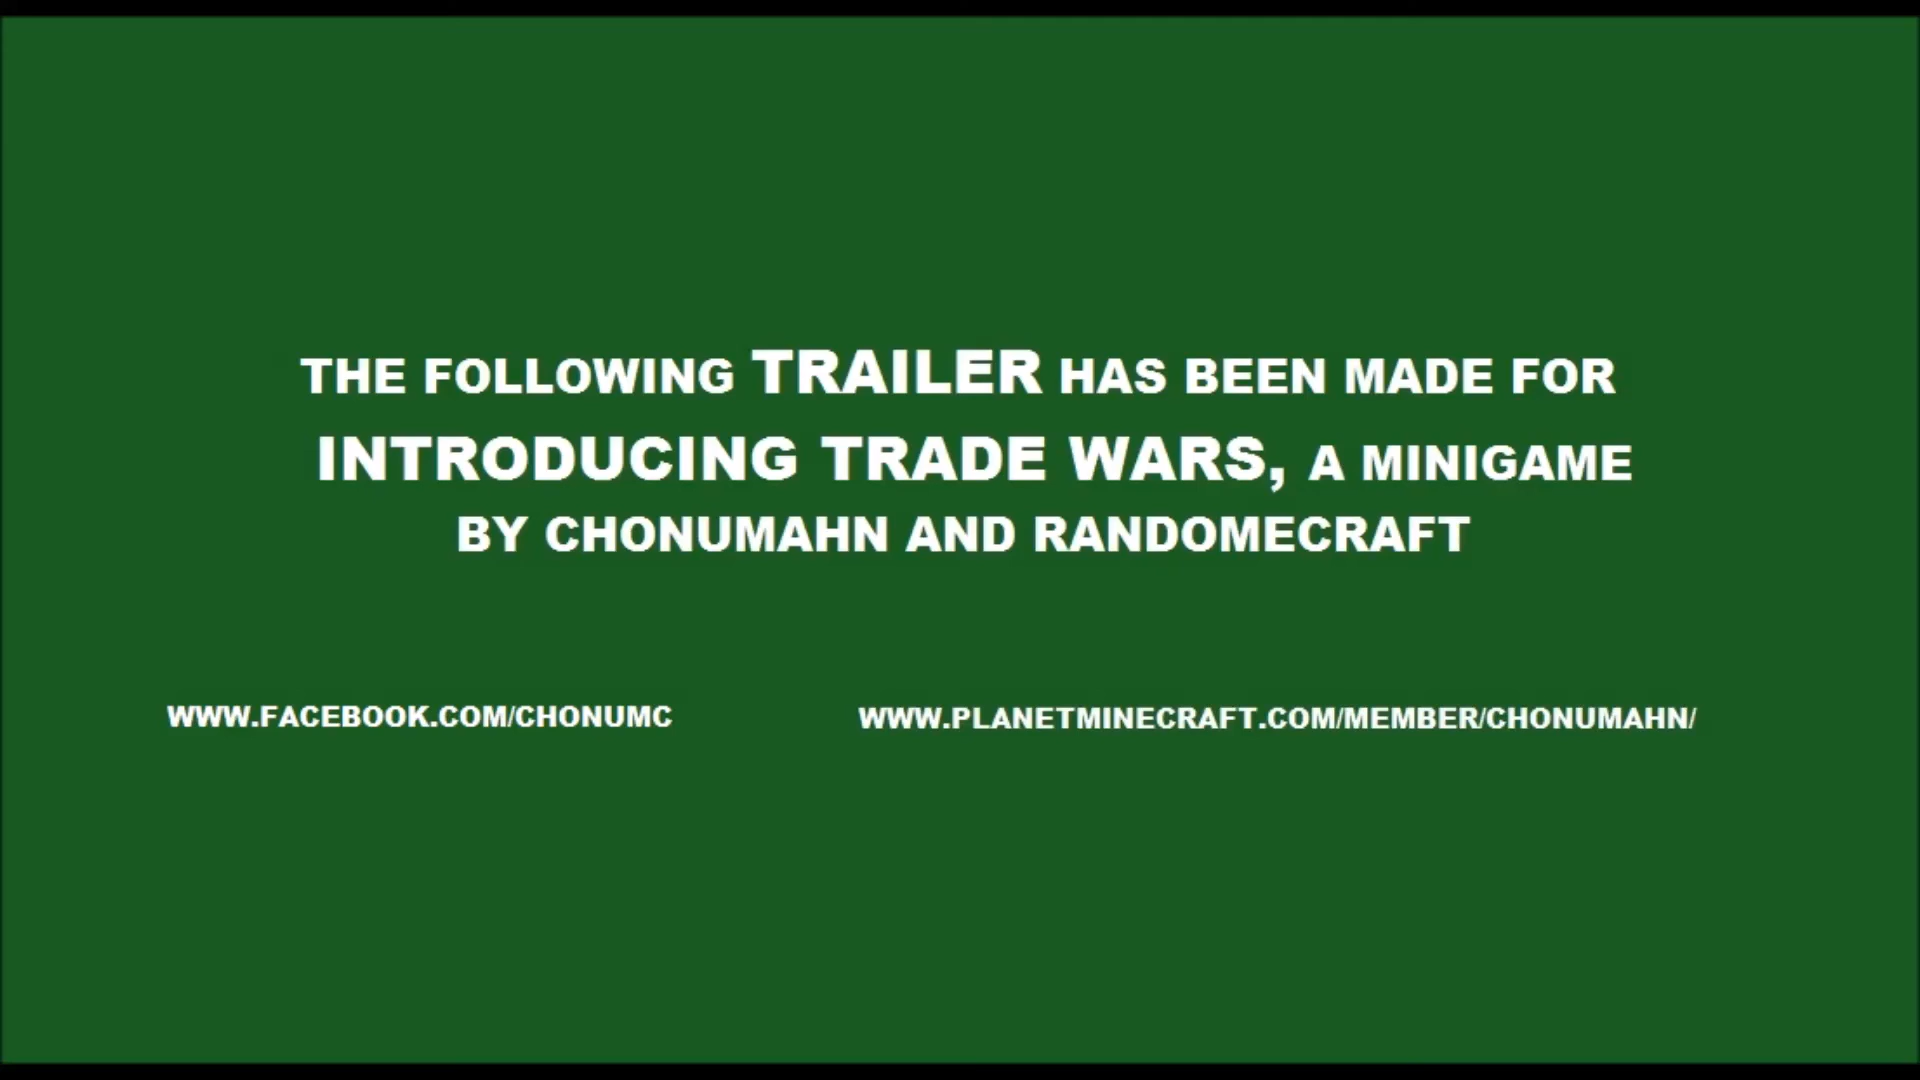 THE FOLLOWING TRAILER HAS BEEN MADE FOR
INTRODUCING TRADE WARS, A MINIGAME
BY CHONUMAHN AND RANDOMECRAFT
WWW.FACEBOOK.COM/CHONUMC
WWW.PLANETMINECRAFT.COM/MEMBER/CHONUMAHN/